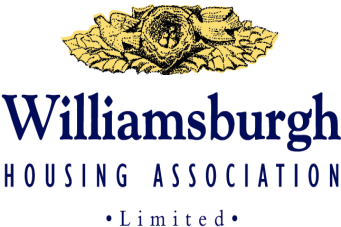 Williamsburgh
HOUSING ASSOCIATION
•Limited•